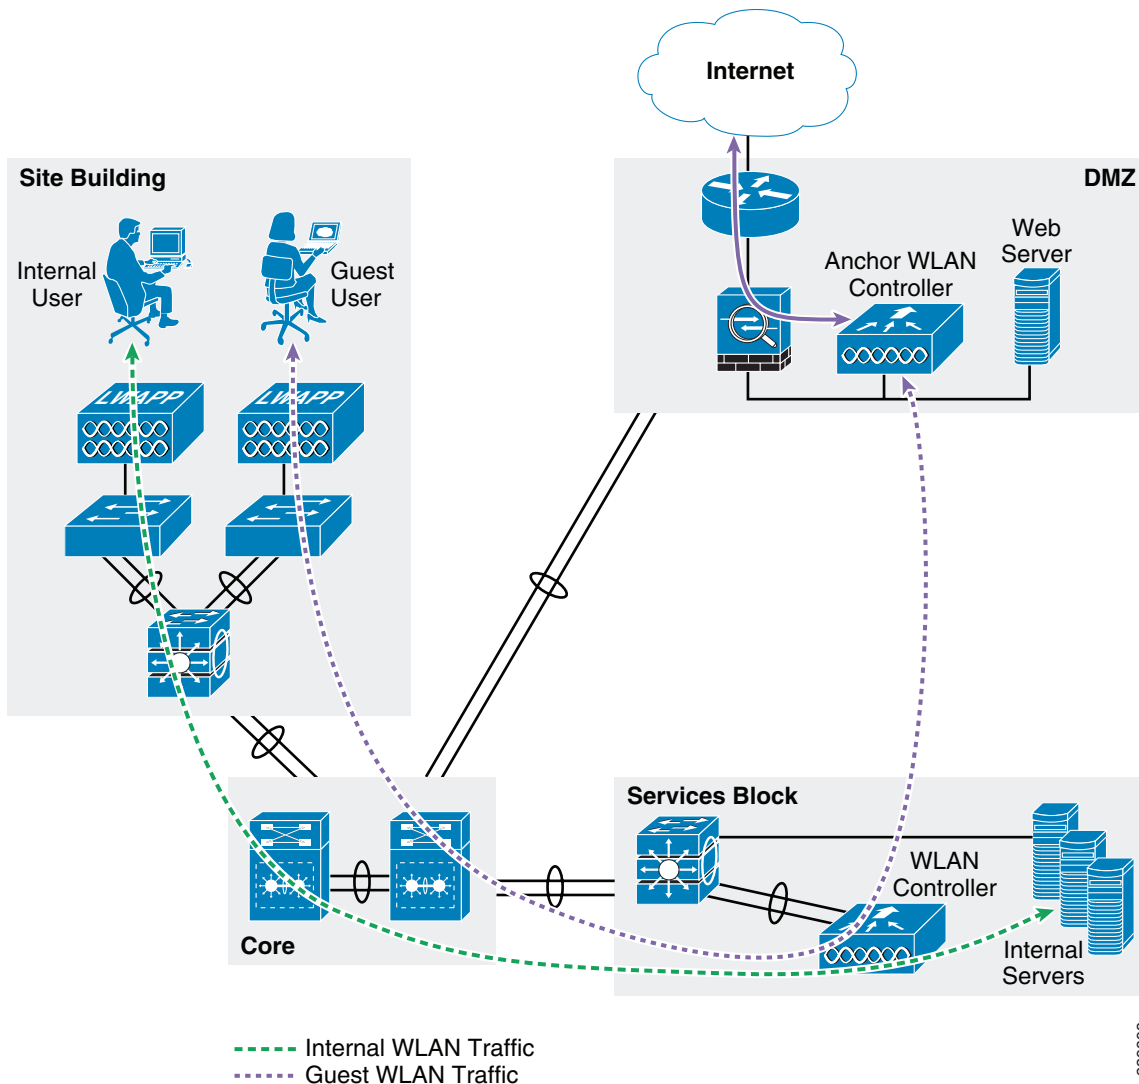 Internet
Site Building
DMZ
Internal
User
Guest
User
Web
Server
Anchor WLAN
Controller
LWAPP
LWAPP
Services Block
WLAN
Controller
Core
Internal
Servers
Internal WLAN Traffic
Guest WLAN Traffic